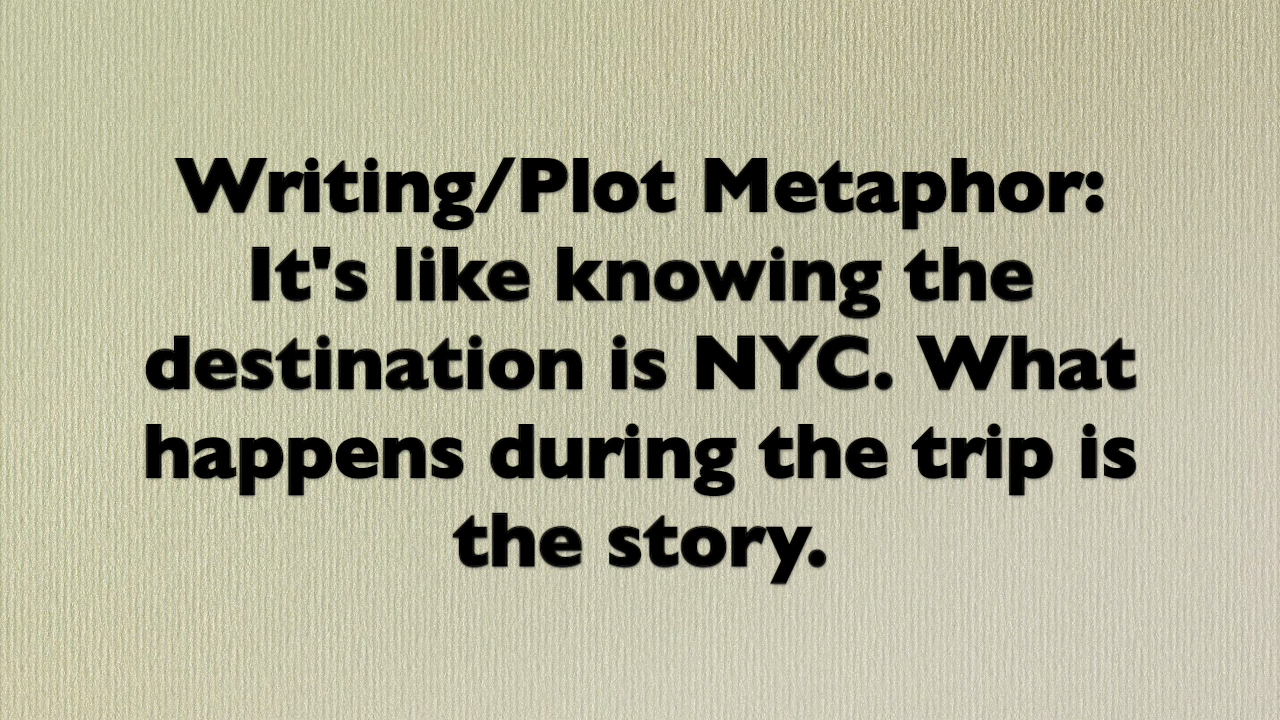 Writing/Plot Metaphor:
It's like knowing the
destination is NYC. What
happens during the trip is
the story.